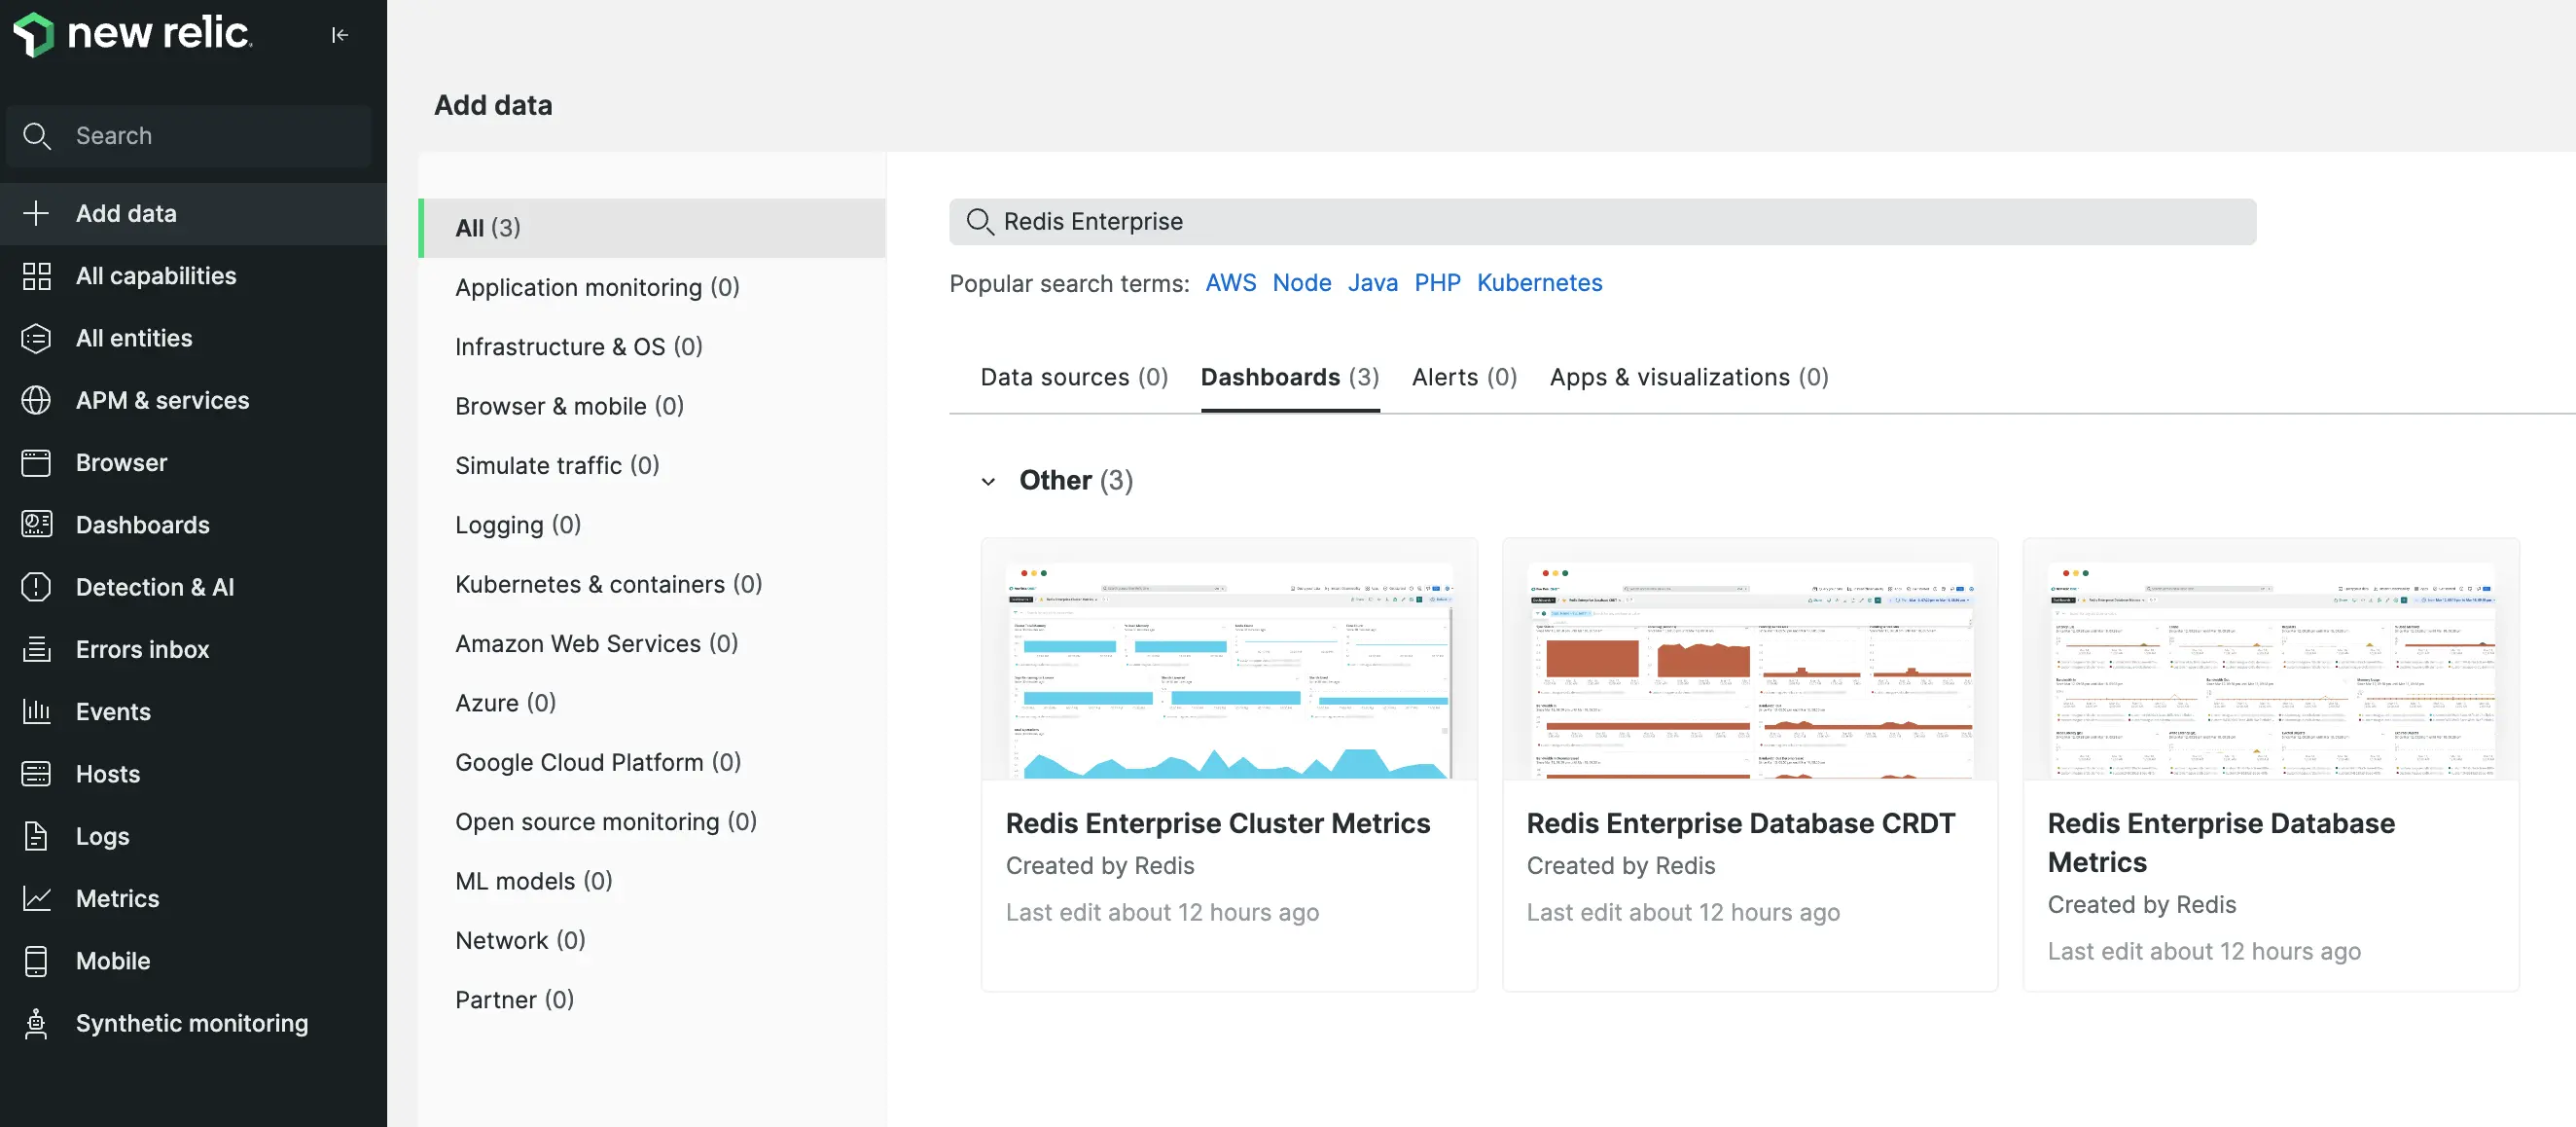 new relic
Search
Add data
All capabilities
All entities
APM & services
Browser
Dashboards
Detection & AI
Errors inbox
Events
Hosts
Logs
Metrics
Mobile
Synthetic monitoring
Add data
All (3)
Application monitoring (0)
Infrastructure & OS (0)
Browser & mobile (0)
Simulate traffic (0)
Logging (0)
Kubernetes & containers (0)
Amazon Web Services (0)
Azure (0)
Google Cloud Platform (0)
Open source monitoring (0)
ML models (0)
Network (0)
Partner (0)
Redis Enterprise
Popular search terms: AWS Node Java PHP Kubernetes
Data sources (0) Dashboards (3) Alerts (0) Apps & visualizations (0)
Other (3)
Redis Enterprise Cluster Metrics
Created by Redis
Last edit about 12 hours ago
Redis Enterprise Database CRDT
Created by Redis
Last edit about 12 hours ago
Redis Enterprise Database
Metrics
Created by Redis
Last edit about 12 hours ago